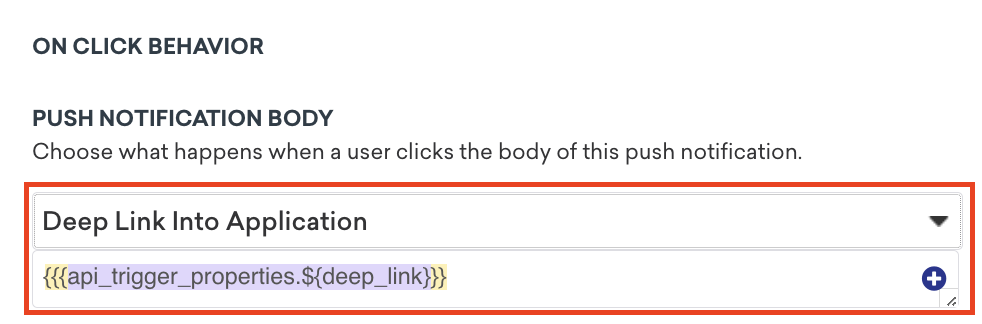 ON CLICK BEHAVIOR
PUSH NOTIFICATION BODY
Choose what happens when a user clicks the body of this push notification.
Deep Link Into Application
{{{api_trigger_properties.${deep_link}}}